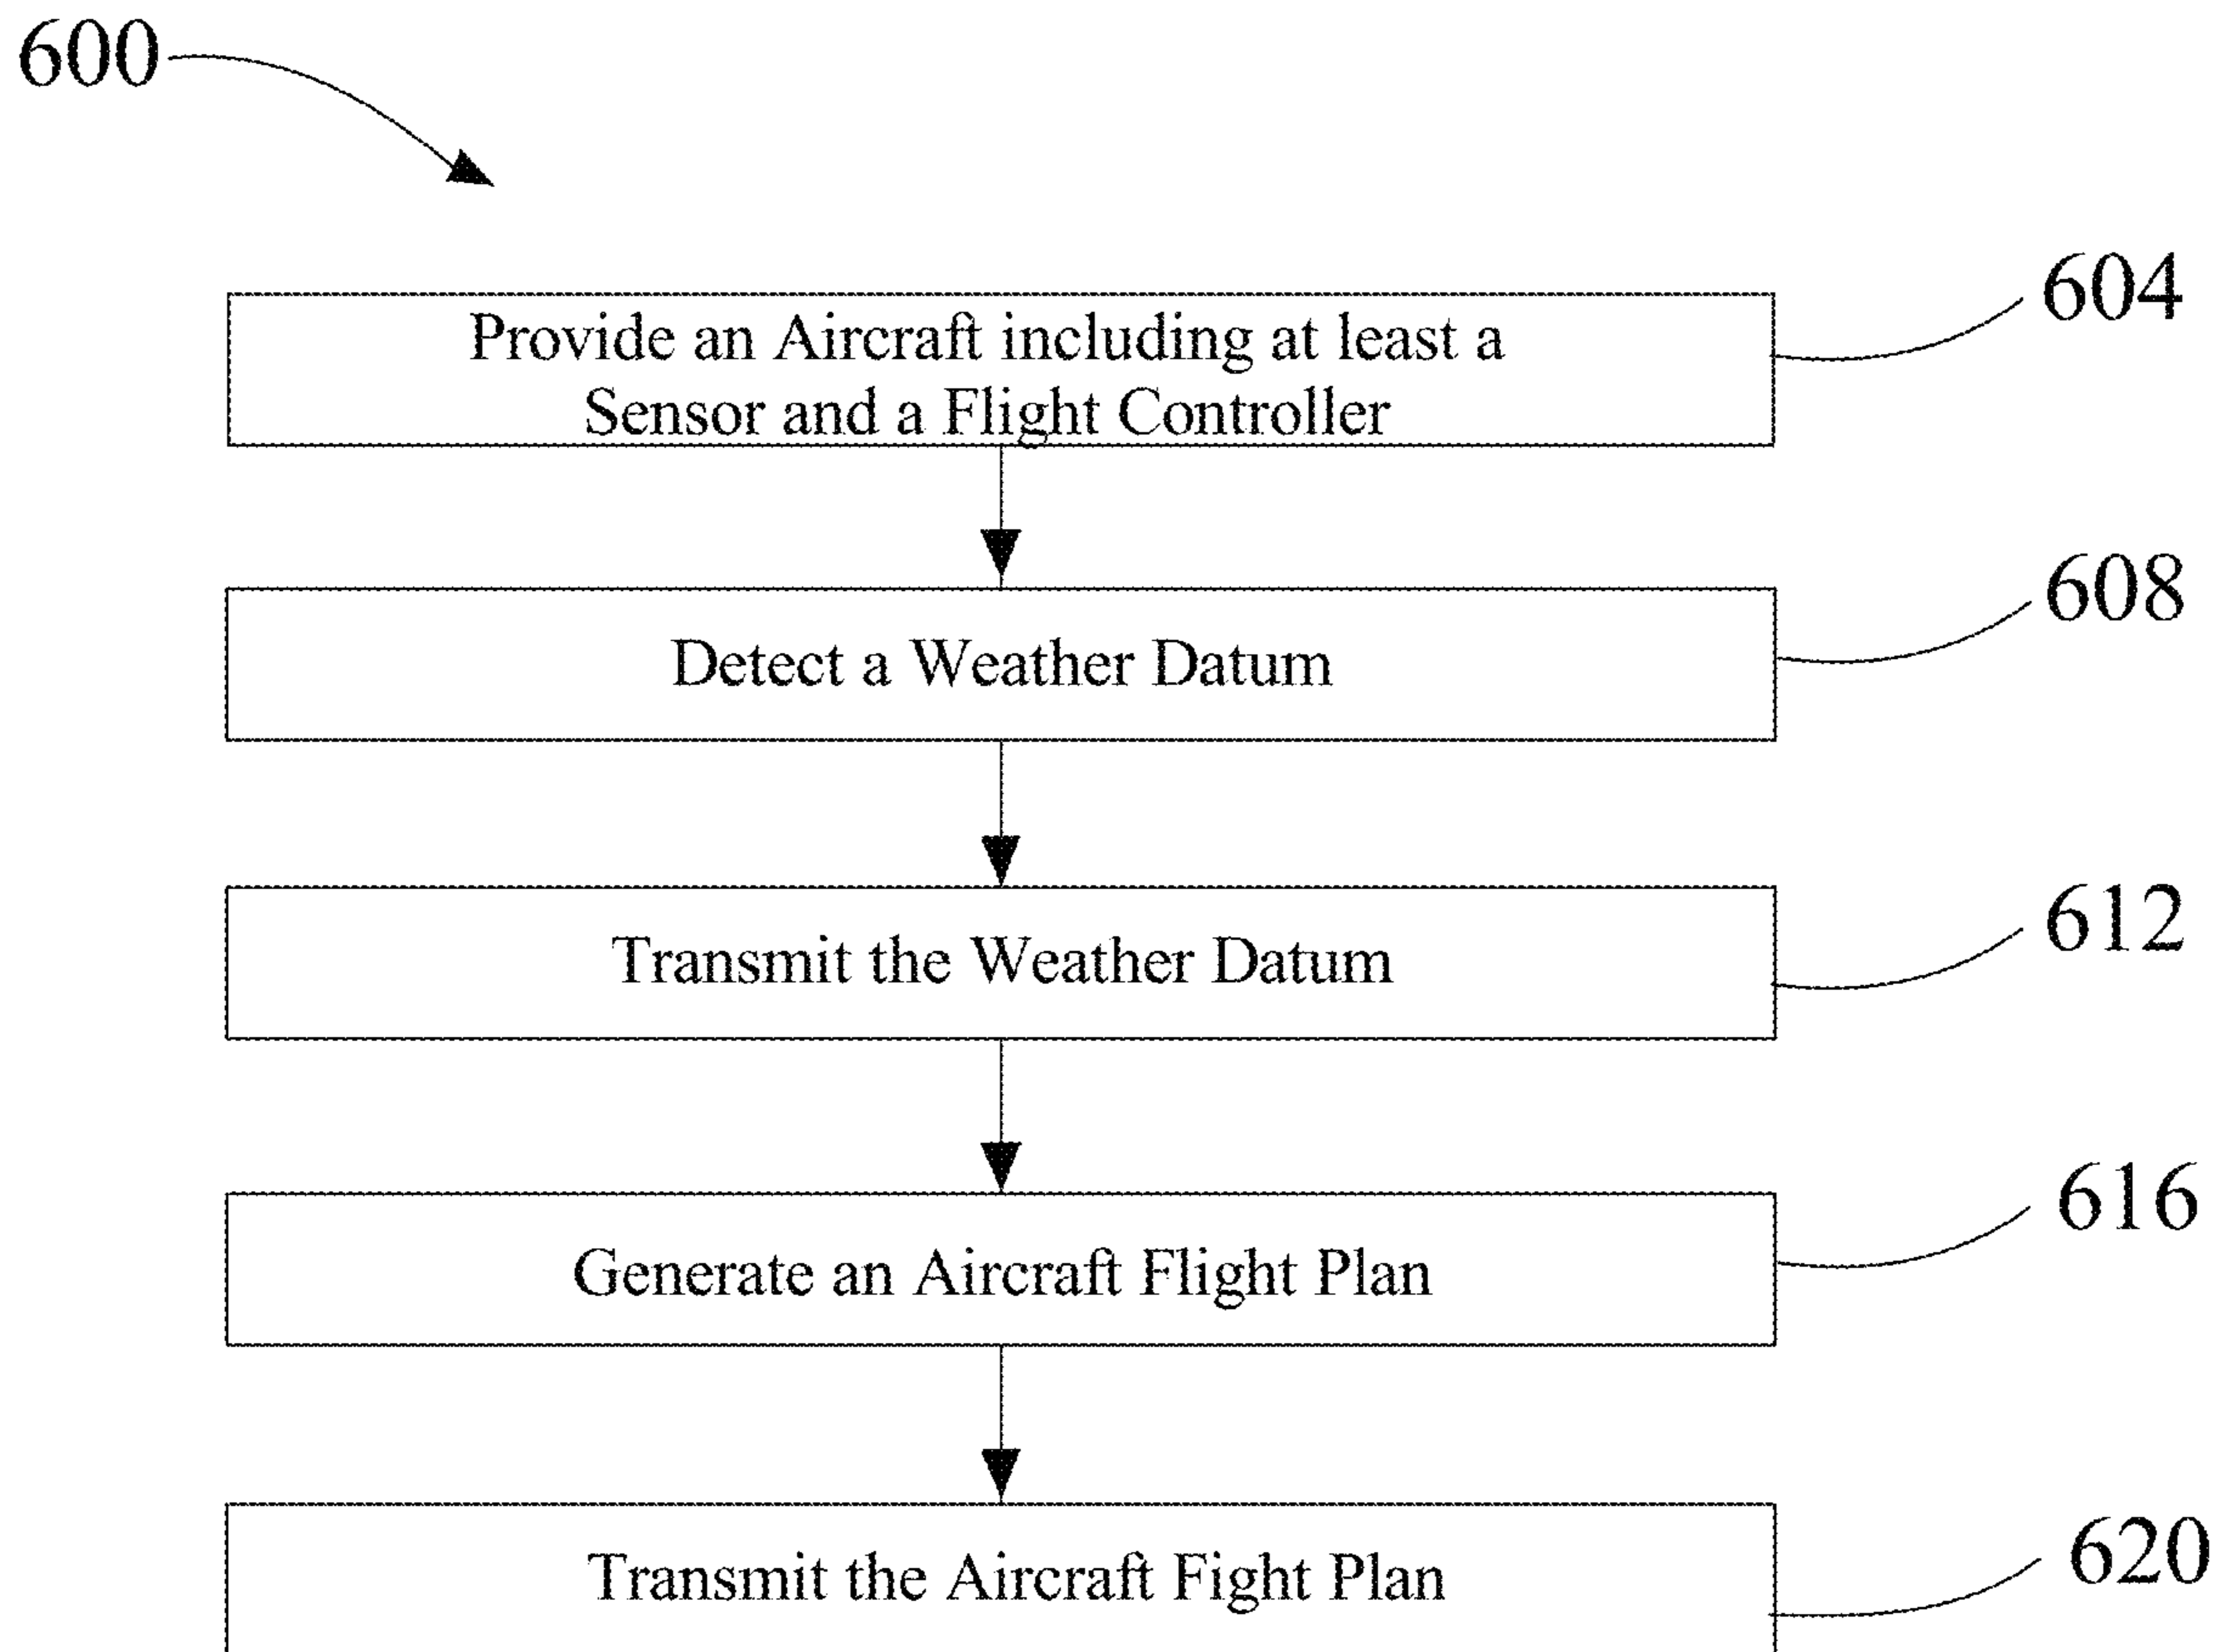 600
604
Provide an Aircraft including at least a
Sensor and a Flight Controller
608
Detect a Weather Datum
612
Transmit the Weather Datum
616
Generate an Aircraft Flight Plan
620
Transmit the Aircraft Fight Plan